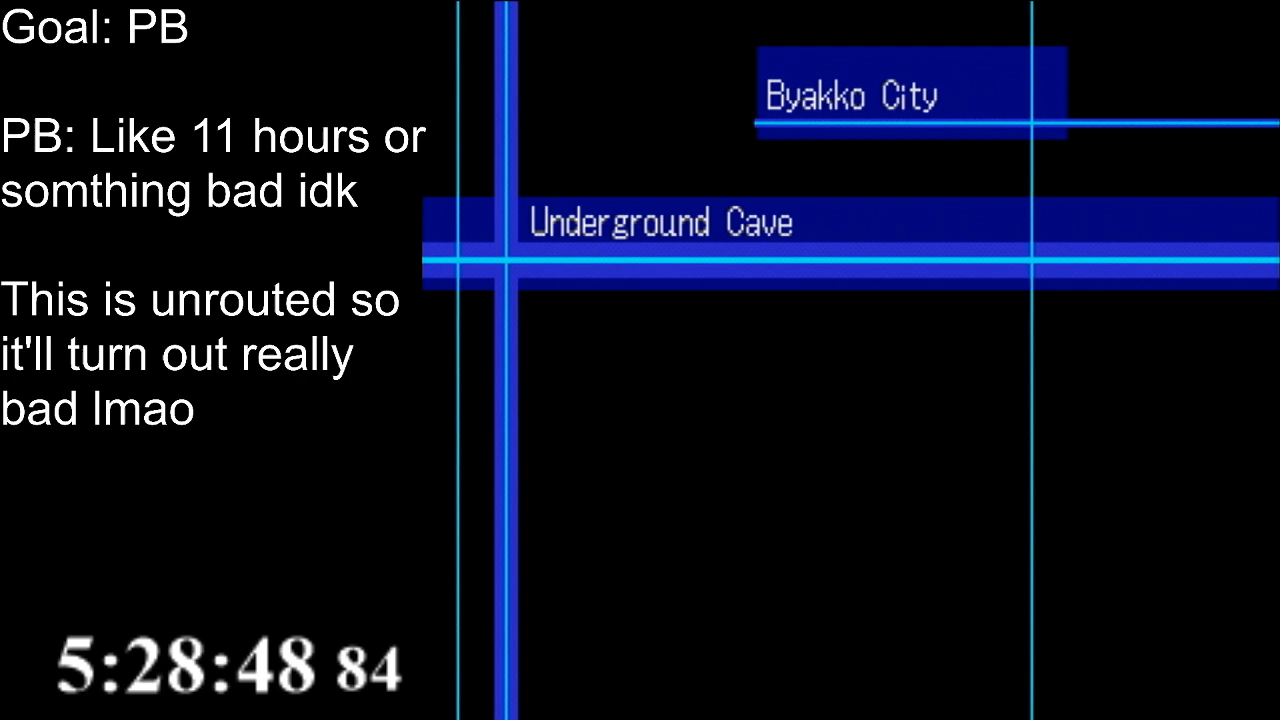 Goal: PB
PB: Like 11 hours or
somthing bad idk
This is unrouted so
it'll turn out really
bad lmao
Byakko City
Underground Cave
5:28:48 84